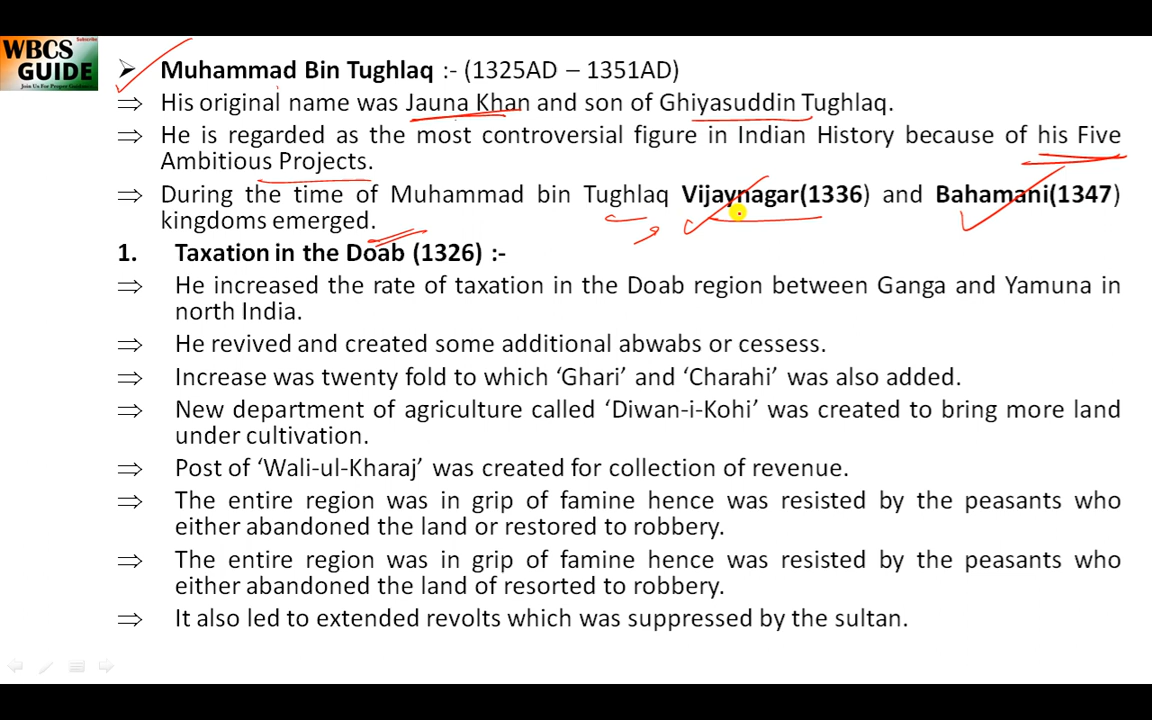 Subscribe
WBCS
GUIDE
Join Us For Proper Guidance
➢ Muhammad Bin Tughlaq :- (1325AD – 1351AD)
⇒ His original name was Jauna Khan and son of Ghiyasuddin Tughlaq.
⇒ He is regarded as the most controversial figure in Indian History because of his Five
Ambitious Projects.
⇒ During the time of Muhammad bin Tughlaq Vijaynagar(1336) and Bahamani(1347)
kingdoms emerged.
1. Taxation in the Doab (1326) :-
⇒ He increased the rate of taxation in the Doab region between Ganga and Yamuna in
north India.
⇒ He revived and created some additional abwabs or cessess.
⇒ Increase was twenty fold to which ‘Ghari’ and ‘Charahi’ was also added.
⇒ New department of agriculture called ‘Diwan-i-Kohi’ was created to bring more land
under cultivation.
⇒ Post of ‘Wali-ul-Kharaj’ was created for collection of revenue.
⇒ The entire region was in grip of famine hence was resisted by the peasants who
either abandoned the land or restored to robbery.
⇒ The entire region was in grip of famine hence was resisted by the peasants who
either abandoned the land of resorted to robbery.
⇒ It also led to extended revolts which was suppressed by the sultan.